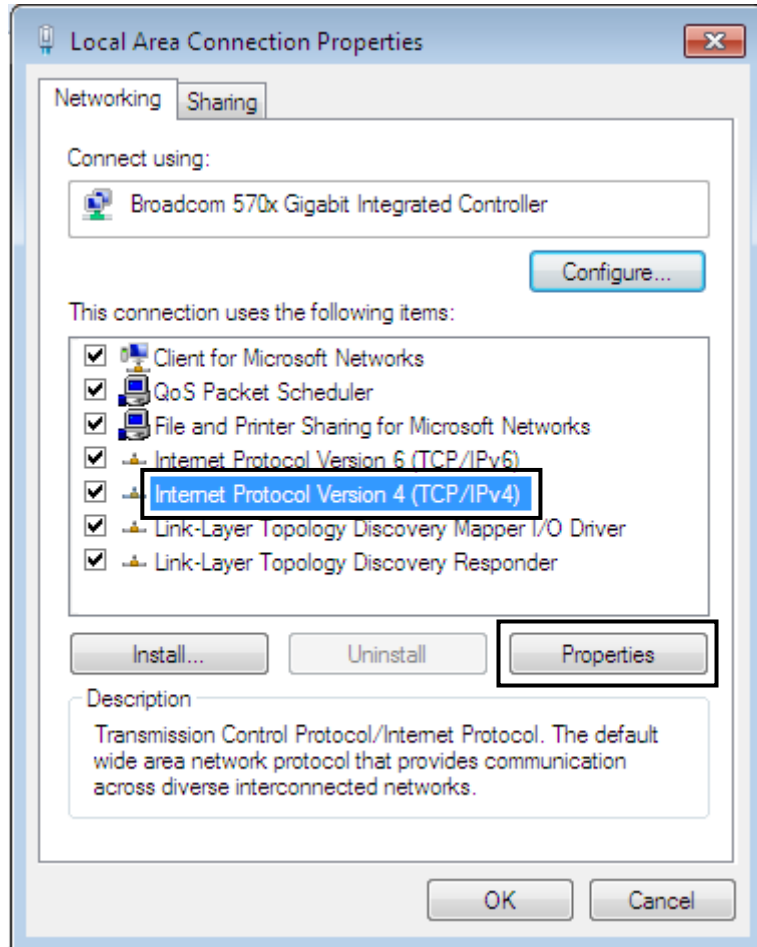 Local Area Connection Properties
Networking
Sharing
Connect using:
Broadcom 570x Gigabit Integrated Controller
Configure...
This connection uses the following items:
Client for Microsoft Networks
QoS Packet Scheduler
File and Printer Sharing for Microsoft Networks
Internet Protocol Version 6 (TCP/IPv6)
Internet Protocol Version 4 (TCP/IPv4)
Link-Layer Topology Discovery Mapper I/O Driver
Link-Layer Topology Discovery Responder
Install...
Uninstall
Properties
Description
Transmission Control Protocol/Internet Protocol. The default
wide area network protocol that provides communication
across diverse interconnected networks.
OK
Cancel